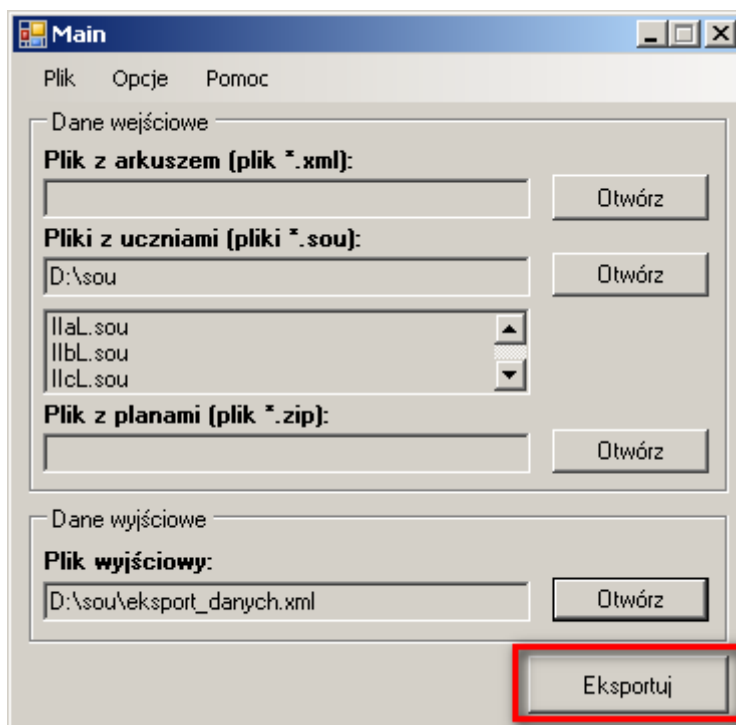 Main
Plik Opcje Pomoc
Dane wejściowe
Plik z arkuszem (plik *.xml):
Otwórz
Pliki z uczniami (pliki *.sou):
D:\sou Otwórz
IIaL.sou
IIbL.sou
IIcL.sou
Plik z planami (plik *.zip):
Otwórz
Dane wyjściowe
Plik wyjściowy:
D:\sou\eksport_danych.xml Otwórz
Eksportuj